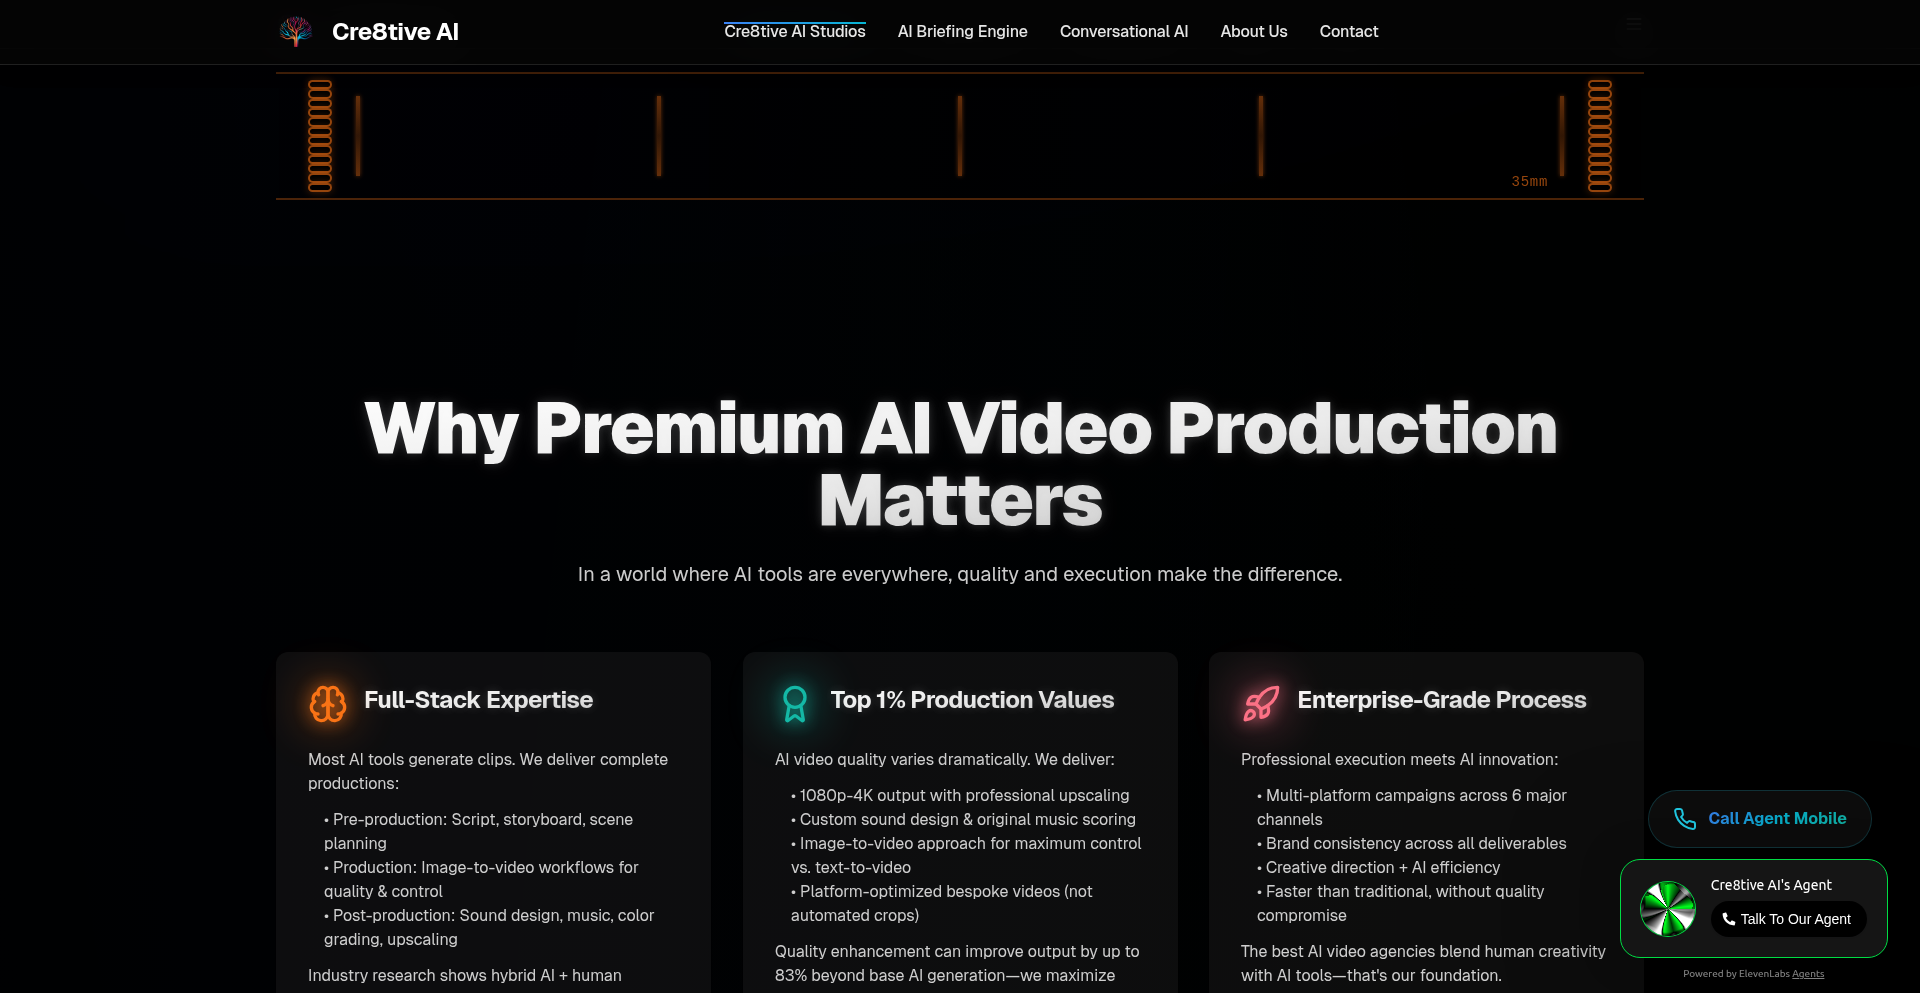 Cre8tive AI
Cre8tive AI Studios
AI Briefing Engine
Conversational AI
About Us
Contact
35mm
Why Premium AI Video Production
Matters
In a world where AI tools are everywhere, quality and execution make the difference.
Full-Stack Expertise
Most AI tools generate clips. We deliver complete
productions:
• Pre-production: Script, storyboard, scene
planning
• Production: Image-to-video workflows for
quality & control
• Post-production: Sound design, music, color
grading, upscaling
Industry research shows hybrid AI + human
Top 1% Production Values
AI video quality varies dramatically. We deliver:
• 1080p-4K output with professional upscaling
• Custom sound design & original music scoring
• Image-to-video approach for maximum control
vs. text-to-video
• Platform-optimized bespoke videos (not
automated crops)
Quality enhancement can improve output by up to
83% beyond base AI generation—we maximize
Enterprise-Grade Process
Professional execution meets AI innovation:
• Multi-platform campaigns across 6 major
channels
• Brand consistency across all deliverables
• Creative direction + AI efficiency
• Faster than traditional, without quality
compromise
The best AI video agencies blend human creativity
with AI tools—that's our foundation.
Call Agent Mobile
Cre8tive AI's Agent
Talk To Our Agent
Powered by ElevenLabs Agents